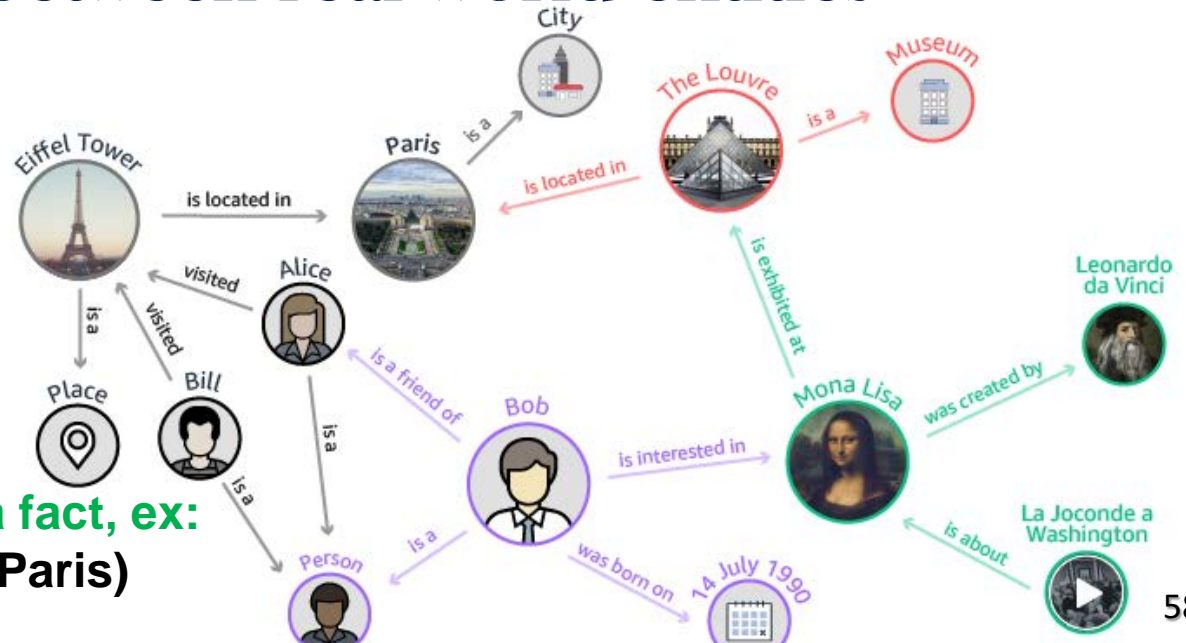 City
Museum
The Louvre
is a
is a
Eiffel Tower
Paris
is located in
is located in
visited
Alice
is exhibited at
Leonardo
da Vinci
is a
visited
is a friend of
was created by
Place
Bill
Bob
Mona Lisa
is a
is interested in
is a
a fact, ex:
La Joconde a
Washington
is a
is about
Paris)
Person
was born on
14 July 1990
58